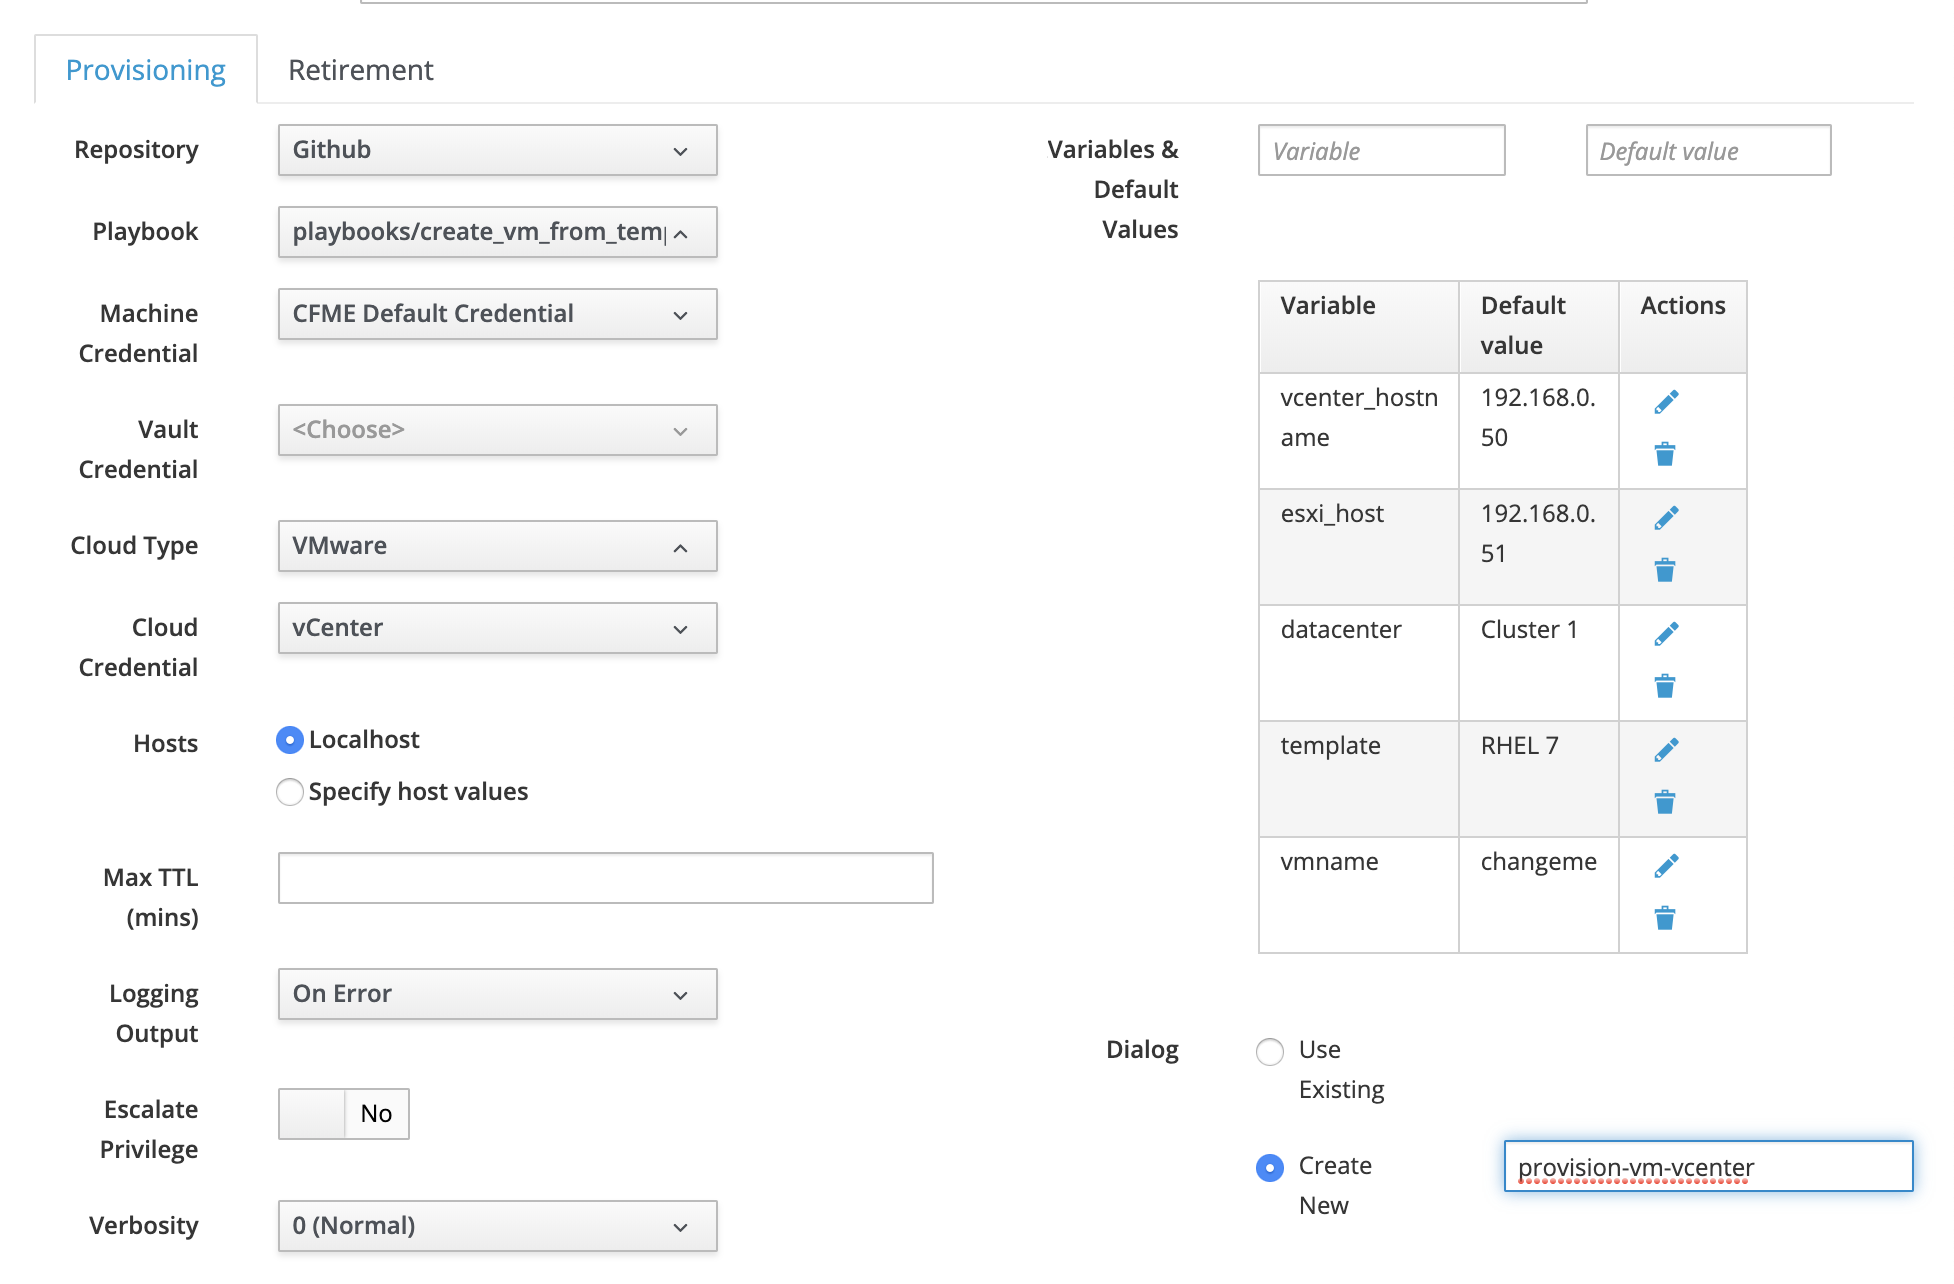 Provisioning
Retirement
Repository
Github
Playbook
playbooks/create_vm_from_temp
Machine
Credential
CFME Default Credential
Vault
Credential
<Choose>
Cloud Type
VMware
Cloud
Credential
vCenter
Hosts
Localhost
Specify host values
Max TTL
(mins)
Logging
Output
On Error
Escalate
Privilege
No
Verbosity
0 (Normal)
Variables &
Default
Values
Variable
Default value
Variable
Default
value
Actions
vcenter_hostn
ame
192.168.0.
50
esxi_host
192.168.0.
51
datacenter
Cluster 1
template
RHEL 7
vmname
changeme
Dialog
Use
Existing
Create
New
provision-vm-vcenter